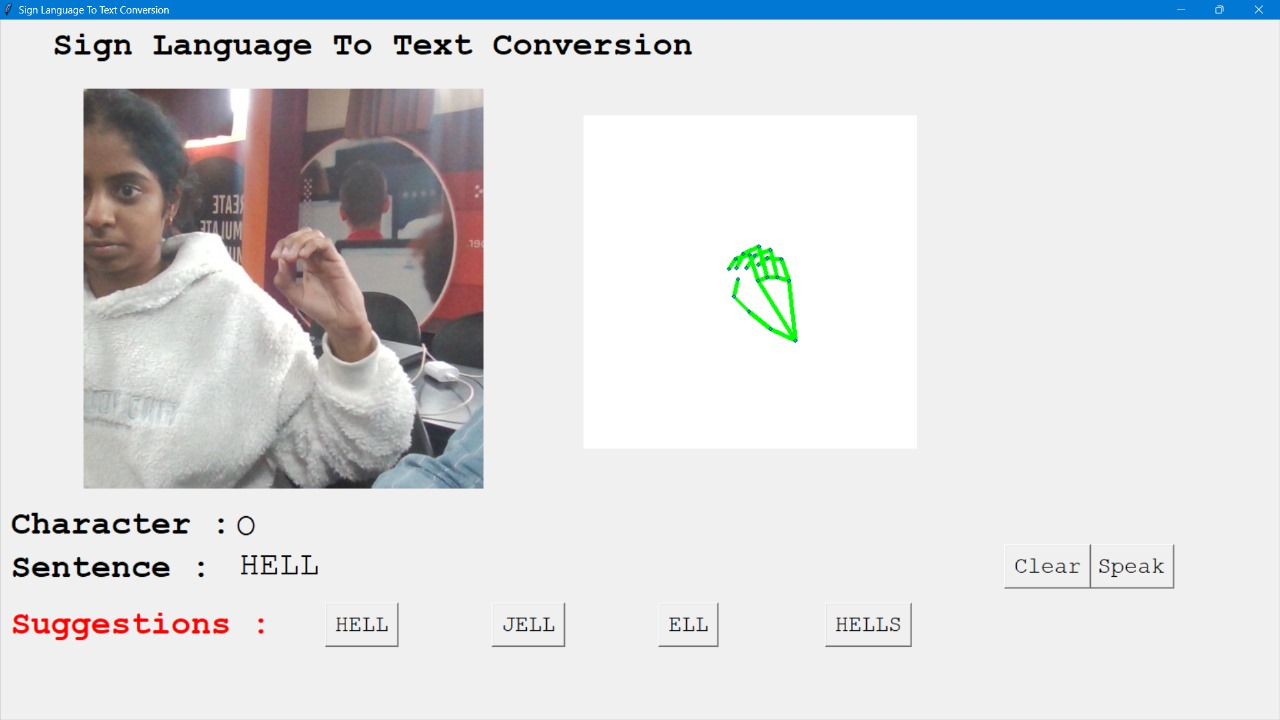 Sign Language To Text Conversion
Sign Language To Text Conversion
Character : O
Sentence : HELL
Clear Speak
Suggestions : HELL JELL ELL HELLS